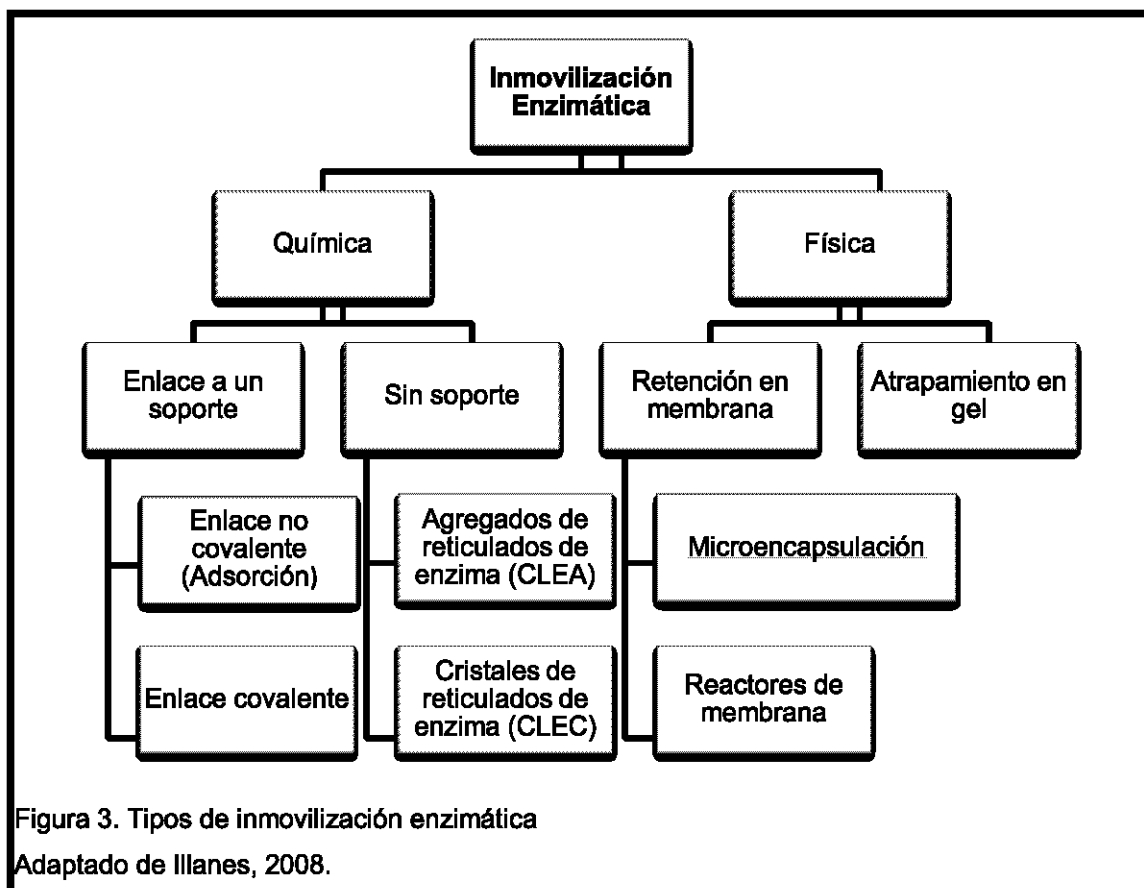 Inmovilización
Enzimática
Química
Física
Enlace a un
soporte
Sin soporte
Retención en
membrana
Atrapamiento en
gel
Enlace no
covalente
(Adsorción)
Agregados de
reticulados de
enzima (CLEA)
Microencapsulación
Enlace covalente
Cristales de
reticulados de
enzima (CLEC)
Reactores de
membrana
Figura 3. Tipos de inmovilización enzimática
Adaptado de Illanes, 2008.